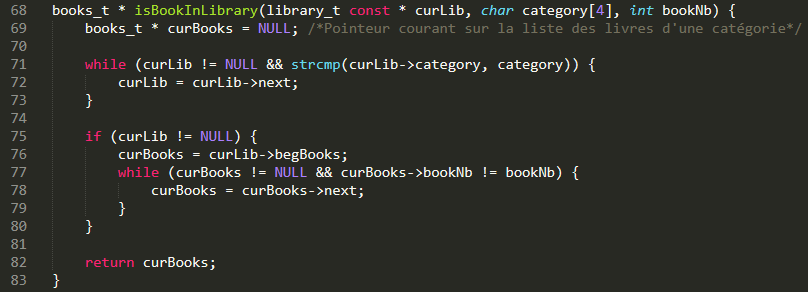 68 books_t * isBookInLibrary(library_t const * curLib, char category[4], int bookNb) {
69     books_t * curBooks = NULL; /*Pointeur courant sur la liste des livres d'une catégorie*/
70
71     while (curLib != NULL && strcmp(curLib->category, category)) {
72         curLib = curLib->next;
73     }
74
75     if (curLib != NULL) {
76         curBooks = curLib->begBooks;
77         while (curBooks != NULL && curBooks->bookNb != bookNb) {
78             curBooks = curBooks->next;
79         }
80     }
81
82     return curBooks;
83 }